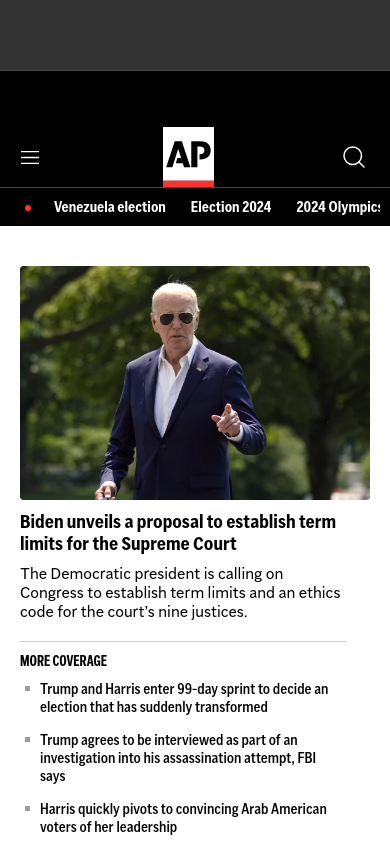 AP
Venezuela election
Election 2024
2024 Olympics
Biden unveils a proposal to establish term
limits for the Supreme Court
The Democratic president is calling on
Congress to establish term limits and an ethics
code for the court’s nine justices.
MORE COVERAGE
Trump and Harris enter 99-day sprint to decide an
election that has suddenly transformed
Trump agrees to be interviewed as part of an
investigation into his assassination attempt, FBI
says
Harris quickly pivots to convincing Arab American
voters of her leadership